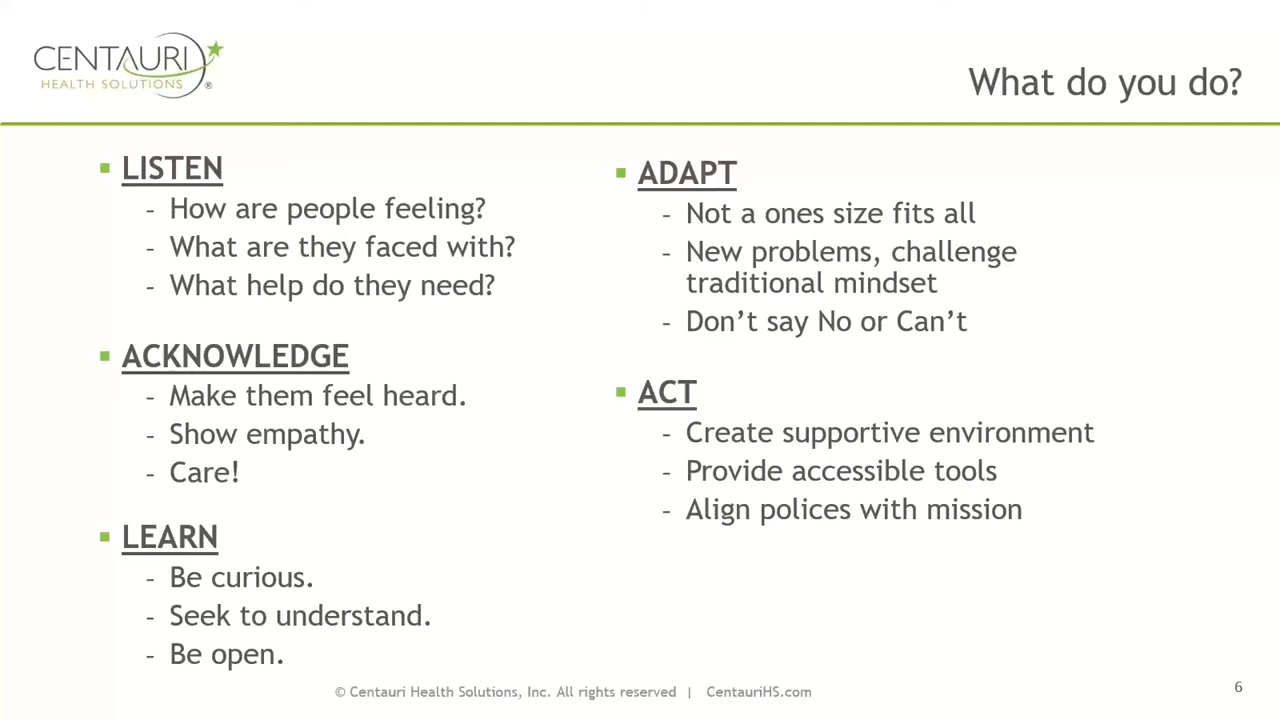 CENTAURI
HEALTH SOLUTIONS ®
What do you do?
▪ LISTEN
- How are people feeling?
- What are they faced with?
- What help do they need?
▪ ACKNOWLEDGE
- Make them feel heard.
- Show empathy.
- Care!
▪ LEARN
- Be curious.
- Seek to understand.
- Be open.
▪ ADAPT
- Not a ones size fits all
- New problems, challenge
traditional mindset
- Don’t say No or Can’t
▪ ACT
- Create supportive environment
- Provide accessible tools
- Align polices with mission
© Centauri Health Solutions, Inc. All rights reserved | CentauriHS.com
6